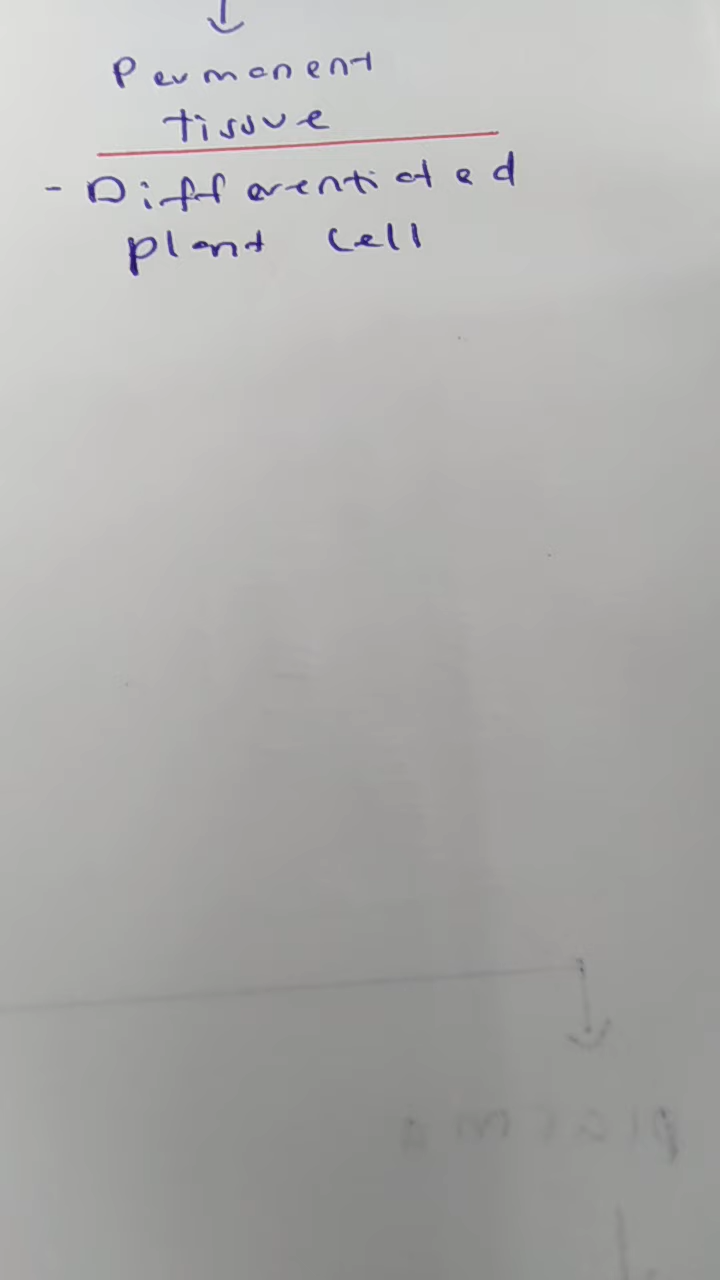 Permanent
tissue
- Differentiated
plant cell